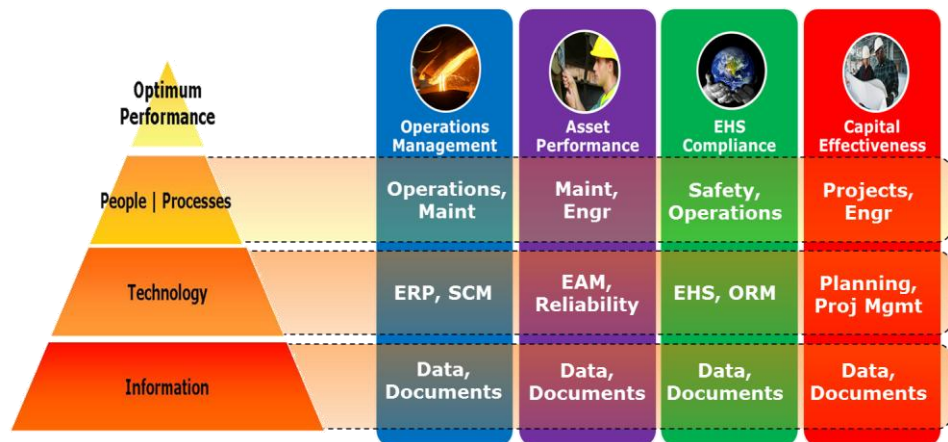 Optimum
Performance
Operations
Management
Asset
Performance
EHS
Compliance
Capital
Effectiveness
People | Processes
Operations,
Maint
Maint,
Engr
Safety,
Operations
Projects,
Engr
Technology
ERP, SCM
EAM,
Reliability
EHS, ORM
Planning,
Proj Mgmt
Information
Data,
Documents
Data,
Documents
Data,
Documents
Data,
Documents